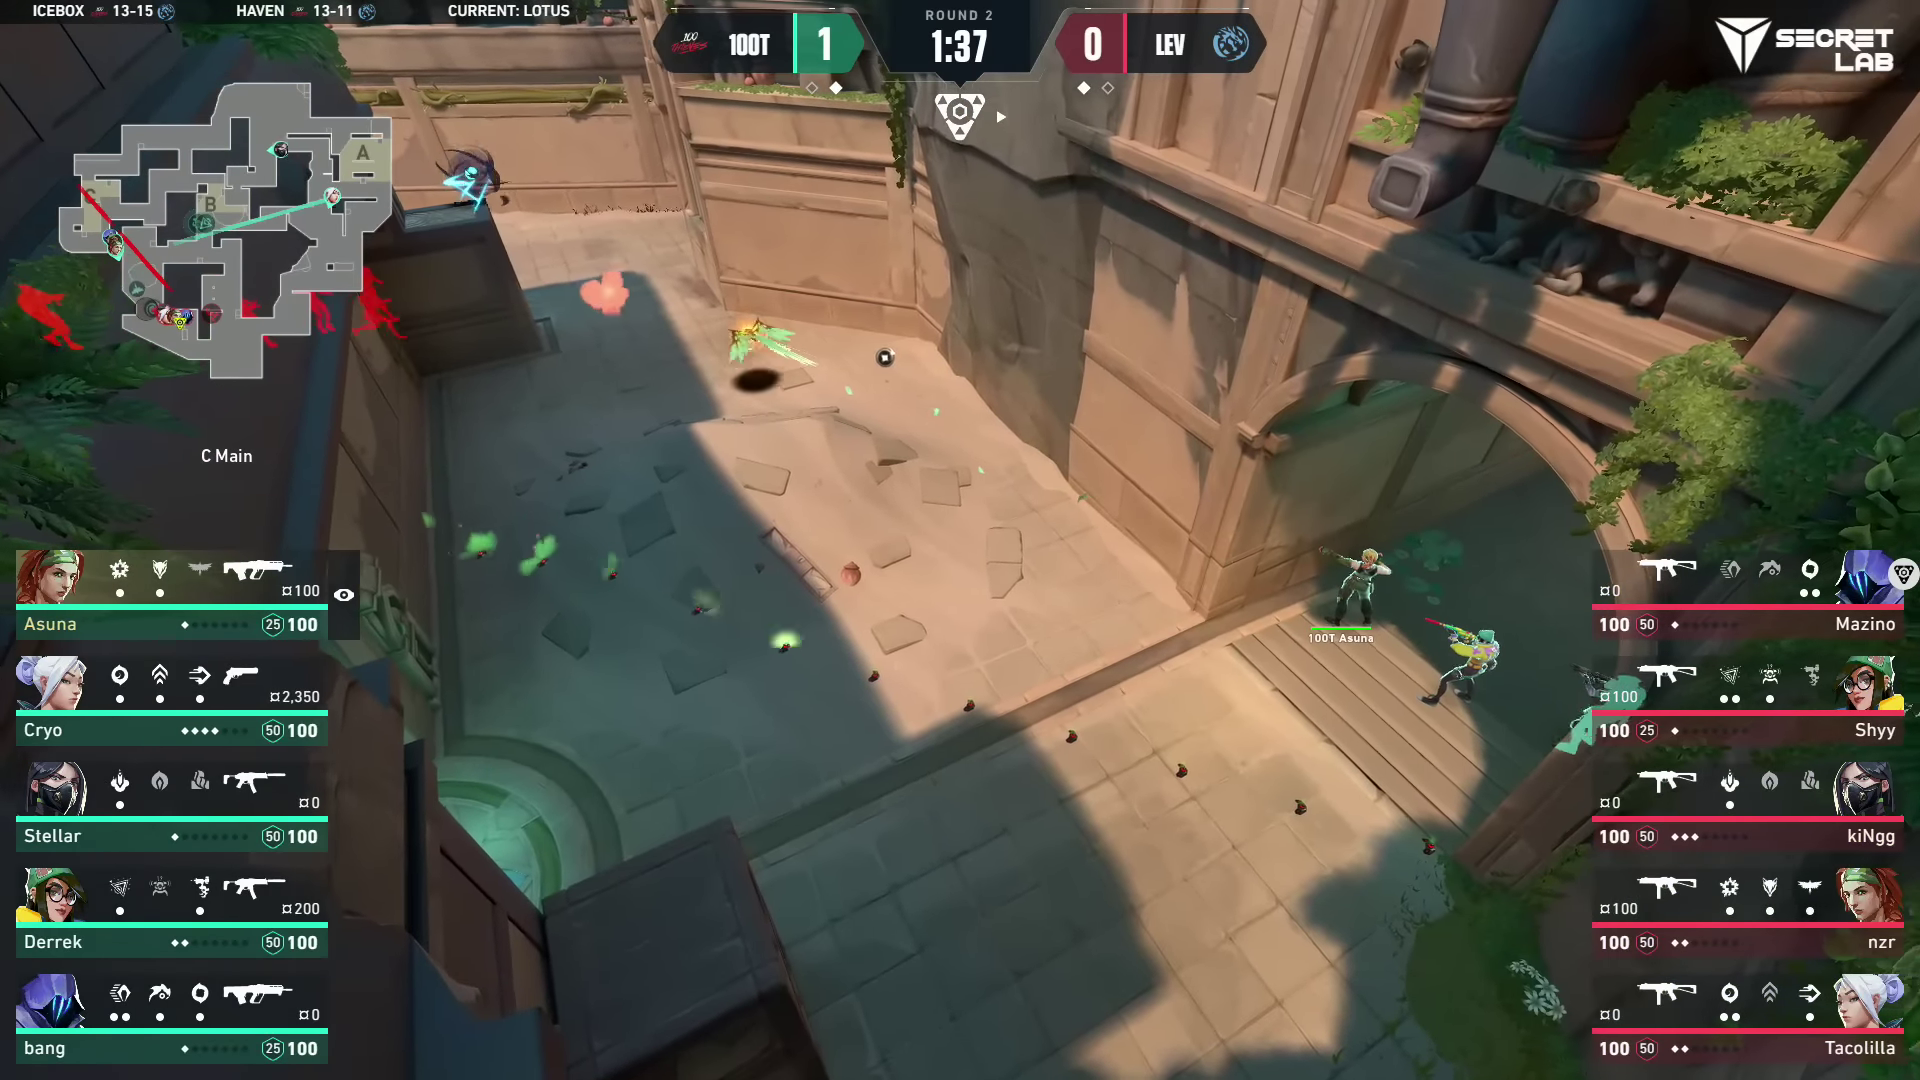 ICEBOX 13-15 HAVEN 13-11 CURRENT: LOTUS
ROUND 2
100T 1 1:37 0 LEV
SECRET LAB
A
B
C
C Main
¤100
Asuna 25 100
¤2,350
Cryo 50 100
¤0
Stellar 50 100
¤200
Derrek 50 100
¤0
bang 25 100
100T Asuna
¤0
100 50 Mazino
¤100
100 25 Shyy
¤0
100 50 kiNgg
¤100
100 50 nzr
¤0
100 50 Tacolilla